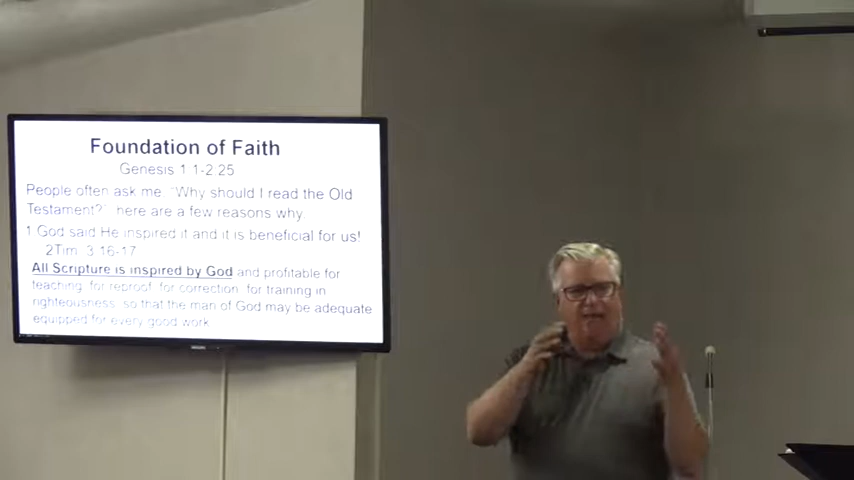 Foundation of Faith
Genesis 1:1-2:25
People often ask me. "Why should I read the Old
Testament?" here are a few reasons why.
1 God said He inspired it and it is beneficial for us!
2Tim. 3:16-17
All Scripture is inspired by God and profitable for
teaching, for reproof, for correction, for training in
righteousness; so that the man of God may be adequate
equipped for every good work